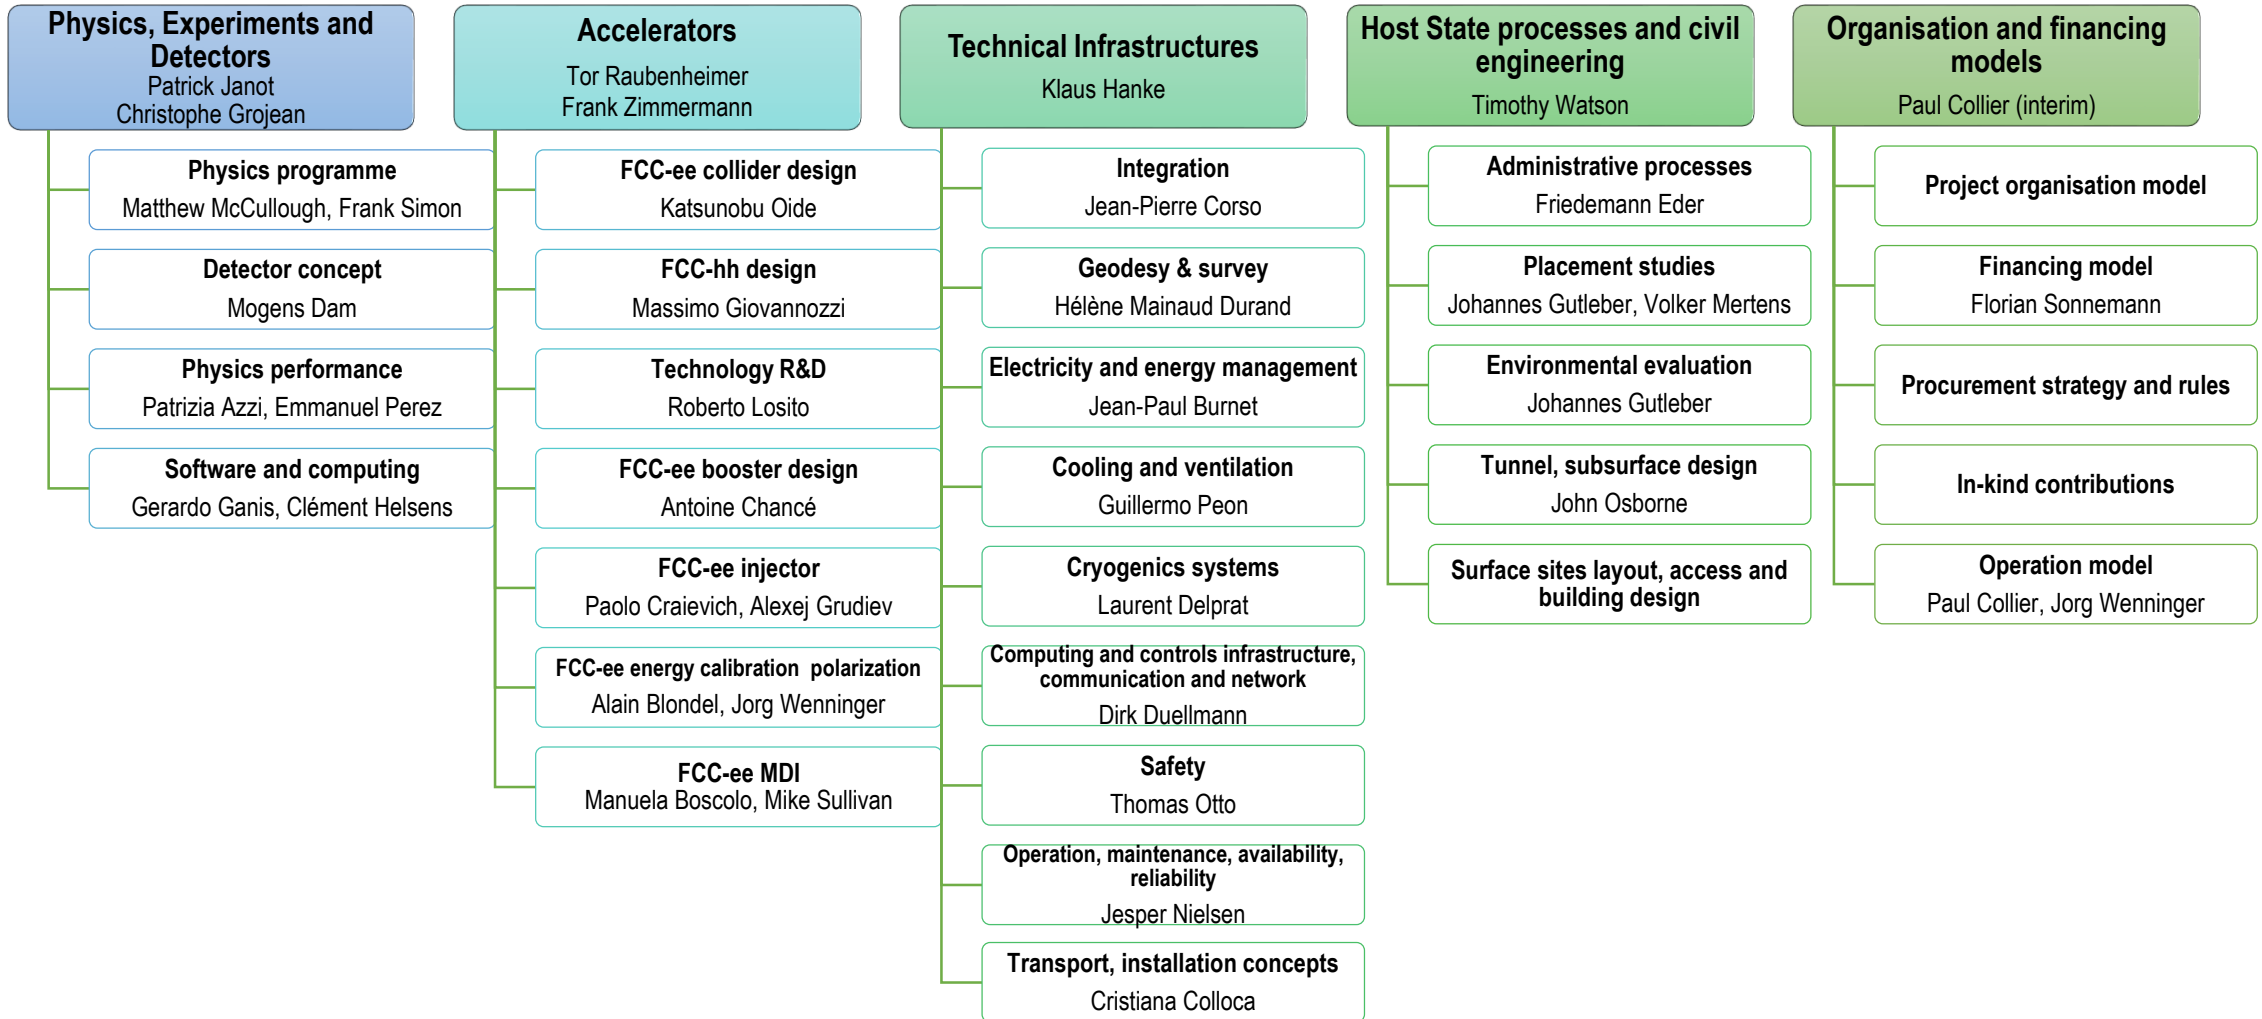 Physics, Experiments and
Detectors
Patrick Janot
Christophe Grojean
Physics programme
Matthew McCullough, Frank Simon
Detector concept
Mogens Dam
Physics performance
Patrizia Azzi, Emmanuel Perez
Software and computing
Gerardo Ganis, Clément Helsens
Accelerators
Tor Raubenheimer
Frank Zimmermann
FCC-ee collider design
Katsunobu Oide
FCC-hh design
Massimo Giovannozzi
Technology R&D
Roberto Losito
FCC-ee booster design
Antoine Chancé
FCC-ee injector
Paolo Craievich, Alexej Grudiev
FCC-ee energy calibration  polarization
Alain Blondel, Jorg Wenninger
FCC-ee MDI
Manuela Boscolo, Mike Sullivan
Technical Infrastructures
Klaus Hanke
Integration
Jean-Pierre Corso
Geodesy & survey
Hélène Mainaud Durand
Electricity and energy management
Jean-Paul Burnet
Cooling and ventilation
Guillermo Peon
Cryogenics systems
Laurent Delprat
Computing and controls infrastructure,
communication and network
Dirk Duellmann
Safety
Thomas Otto
Operation, maintenance, availability,
reliability
Jesper Nielsen
Transport, installation concepts
Cristiana Colloca
Host State processes and civil
engineering
Timothy Watson
Administrative processes
Friedemann Eder
Placement studies
Johannes Gutleber, Volker Mertens
Environmental evaluation
Johannes Gutleber
Tunnel, subsurface design
John Osborne
Surface sites layout, access and
building design
Organisation and financing
models
Paul Collier (interim)
Project organisation model
Financing model
Florian Sonnemann
Procurement strategy and rules
In-kind contributions
Operation model
Paul Collier, Jorg Wenninger